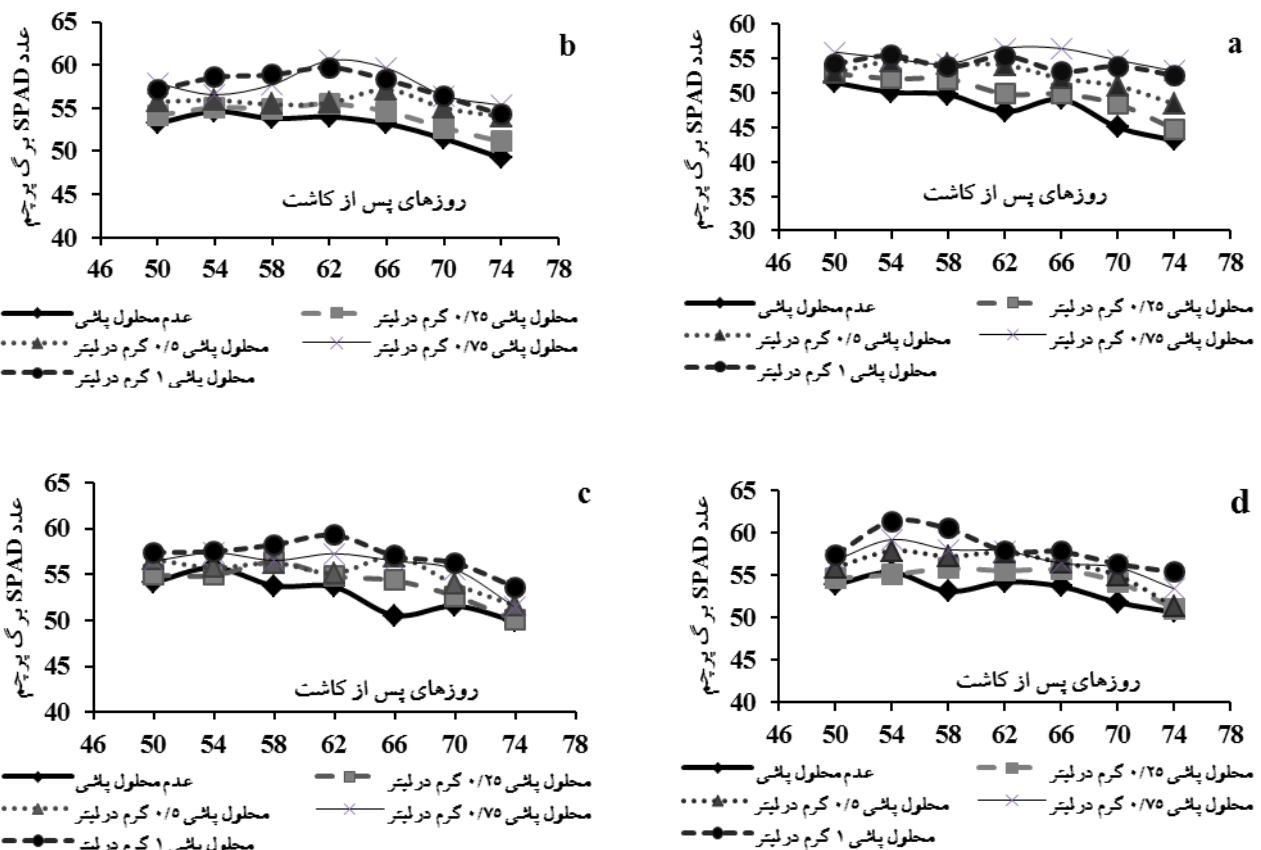 b
عدد SPAD برگ پرچم
65
60
55
50
45
40
روزهای پس از کاشت
46 50 54 58 62 66 70 74 78
عدم محلول پاشی
محلول پاشی ۰/۲۵ گرم در لیتر
محلول پاشی ۰/۵ گرم در لیتر
محلول پاشی ۰/۷۵ گرم در لیتر
محلول پاشی ۱ گرم در لیتر
a
عدد SPAD برگ پرچم
60
55
50
45
40
35
30
روزهای پس از کاشت
46 50 54 58 62 66 70 74 78
عدم محلول پاشی
محلول پاشی ۰/۲۵ گرم در لیتر
محلول پاشی ۰/۵ گرم در لیتر
محلول پاشی ۰/۷۵ گرم در لیتر
محلول پاشی ۱ گرم در لیتر
c
عدد SPAD برگ پرچم
65
60
55
50
45
40
روزهای پس از کاشت
46 50 54 58 62 66 70 74 78
عدم محلول پاشی
محلول پاشی ۰/۲۵ گرم در لیتر
محلول پاشی ۰/۵ گرم در لیتر
محلول پاشی ۰/۷۵ گرم در لیتر
محلول پاشی ۱ گرم در لیتر
d
عدد SPAD برگ پرچم
65
60
55
50
45
40
روزهای پس از کاشت
46 50 54 58 62 66 70 74 78
عدم محلول پاشی
محلول پاشی ۰/۲۵ گرم در لیتر
محلول پاشی ۰/۵ گرم در لیتر
محلول پاشی ۰/۷۵ گرم در لیتر
محلول پاشی ۱ گرم در لیتر